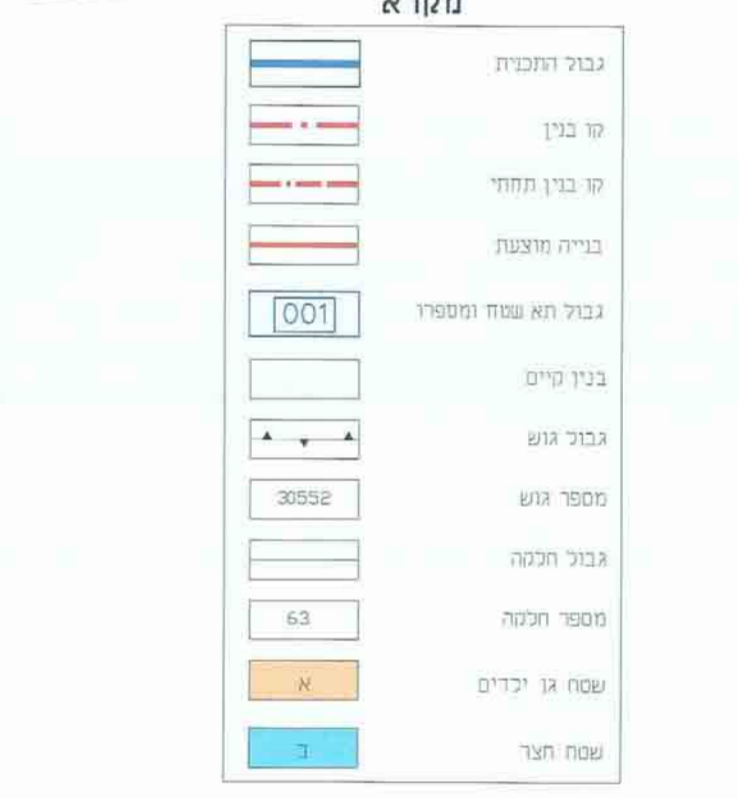 מקרא
גבול התכנית
קו בנין
קו בנין תחתי
בנייה מוצעת
גבול תא שטח ומספרו 001
בנין קיים
גבול גוש
מספר גוש 30552
גבול חלקה
מספר חלקה 63
שטח גן ילדים א
שטח חצר ב